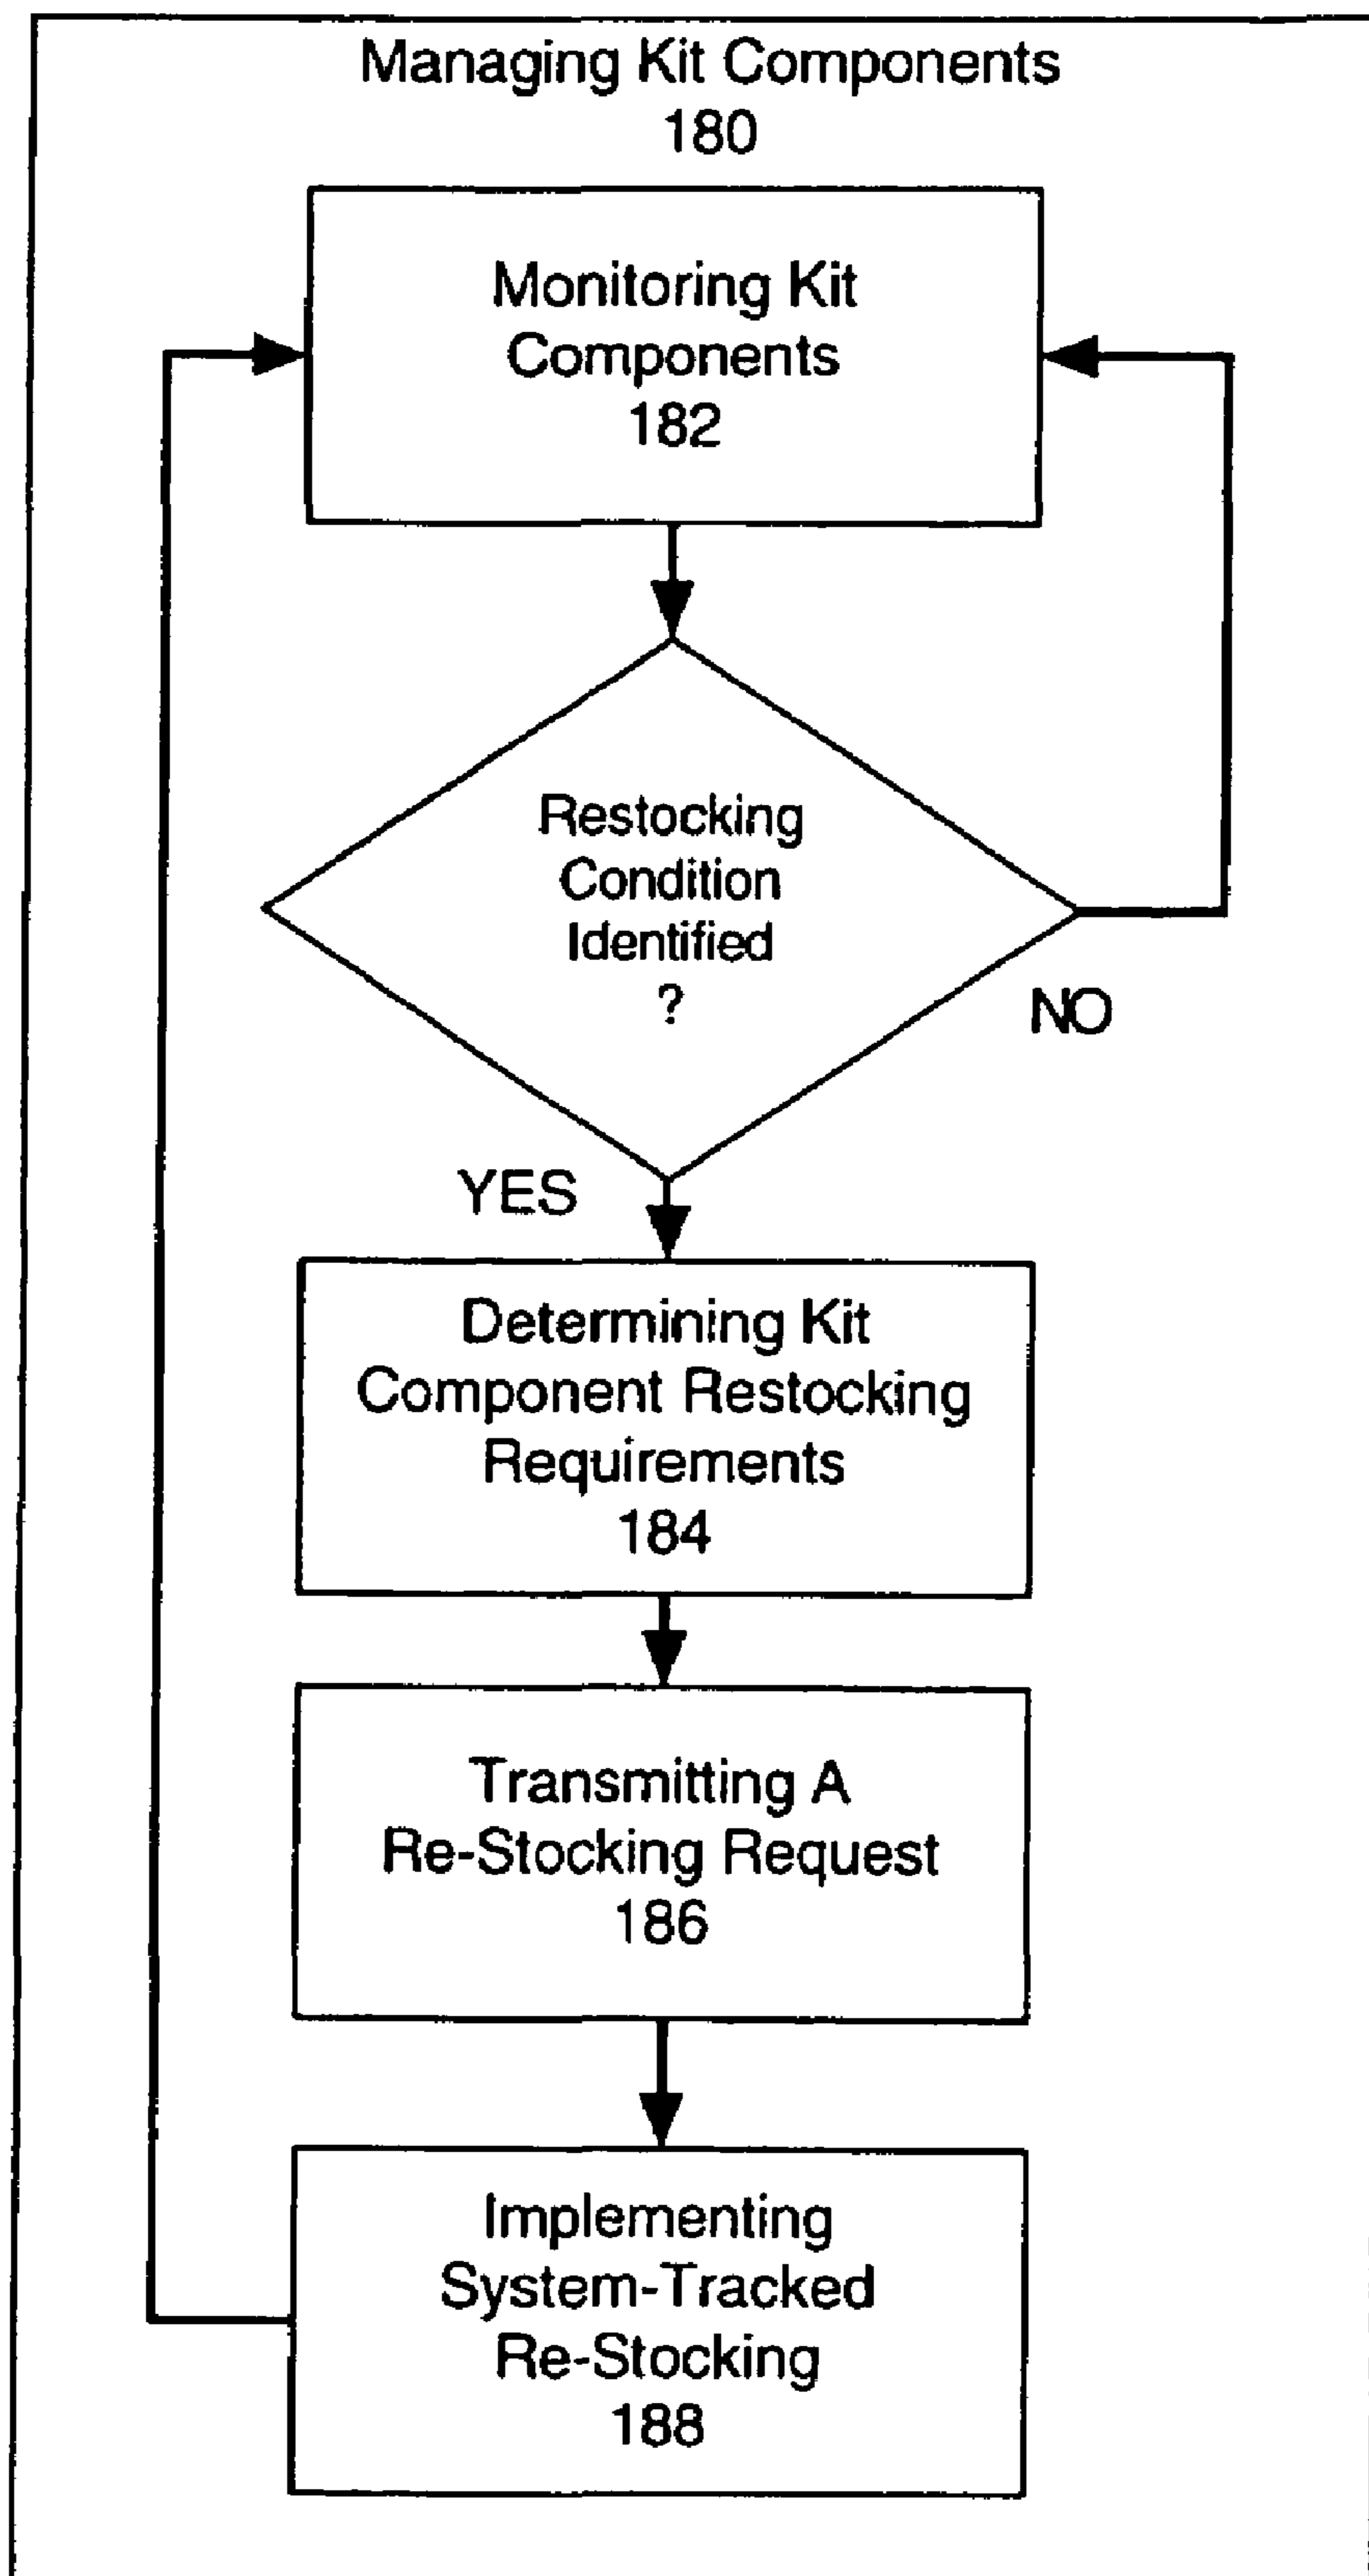 Managing Kit Components
180
Monitoring Kit
Components
182
Restocking
Condition
Identified
?
NO
YES
Determining Kit
Component Restocking
Requirements
184
Transmitting A
Re-Stocking Request
186
Implementing
System-Tracked
Re-Stocking
188